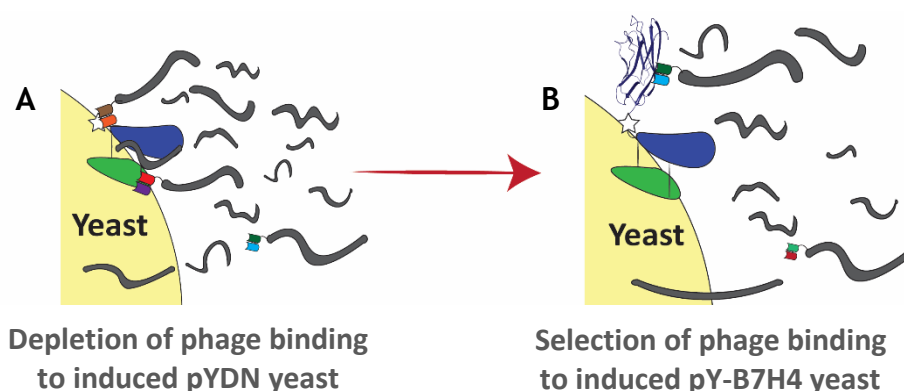 A
B
Yeast
Yeast
Depletion of phage binding
to induced pYDN yeast
Selection of phage binding
to induced pY-B7H4 yeast